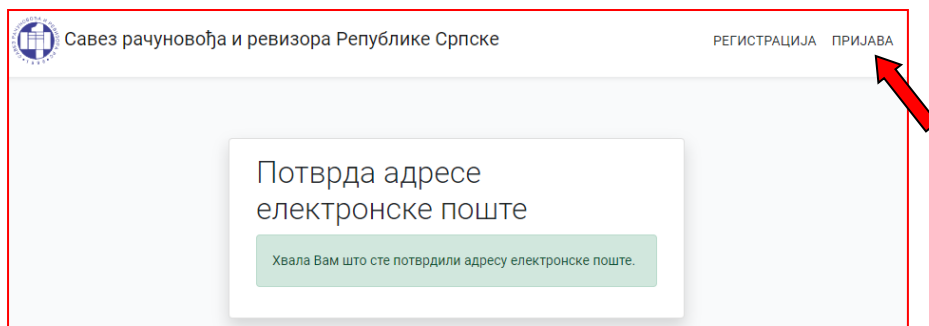 Савез рачуновођа и ревизора Републике Српске
РЕГИСТРАЦИЈА ПРИЈАВА
Потврда адресе
електронске поште
Хвала Вам што сте потврдили адресу електронске поште.